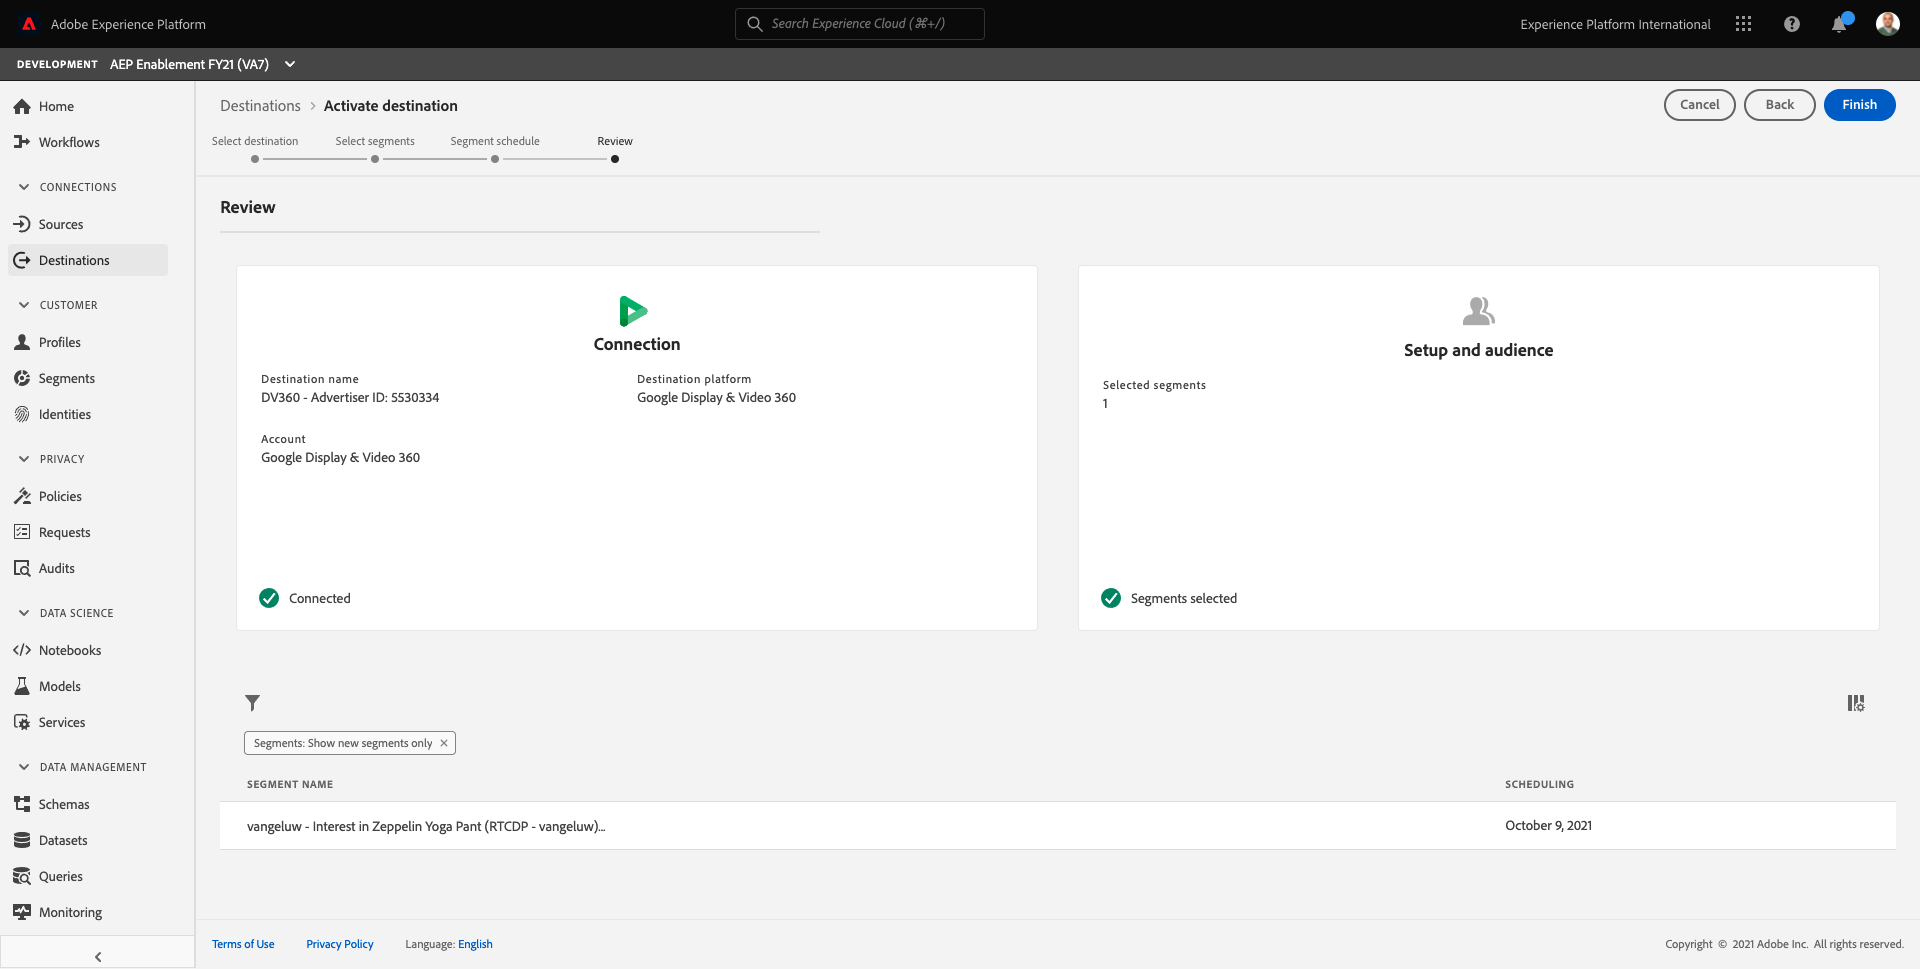 Adobe Experience Platform
Search Experience Cloud (⌘+/)
Experience Platform International
DEVELOPMENT AEP Enablement FY21 (VA7)
Home
Workflows
CONNECTIONS
Sources
Destinations
CUSTOMER
Profiles
Segments
Identities
PRIVACY
Policies
Requests
Audits
DATA SCIENCE
Notebooks
Models
Services
DATA MANAGEMENT
Schemas
Datasets
Queries
Monitoring
Destinations > Activate destination
Cancel
Back
Finish
Select destination
Select segments
Segment schedule
Review
Review
Connection
Destination name
DV360 - Advertiser ID: 5530334
Destination platform
Google Display & Video 360
Account
Google Display & Video 360
Connected
Setup and audience
Selected segments
1
Segments selected
Segments: Show new segments only
SEGMENT NAME
SCHEDULING
vangeluw - Interest in Zeppelin Yoga Pant (RTCDP - vangeluw)...
October 9, 2021
Terms of Use
Privacy Policy
Language: English
Copyright © 2021 Adobe Inc. All rights reserved.